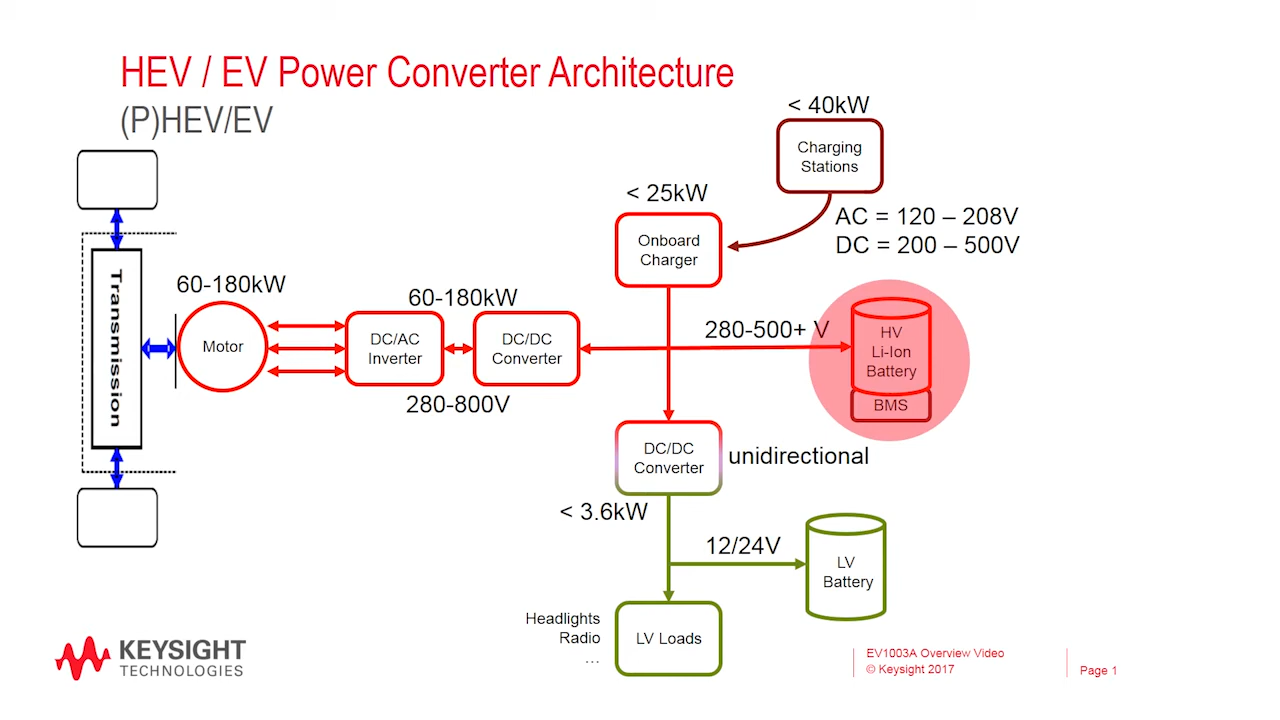 HEV / EV Power Converter Architecture
(P)HEV/EV
< 40kW
Charging
Stations
< 25kW
AC = 120 – 208V
DC = 200 – 500V
Onboard
Charger
Transmission
60-180kW
Motor
60-180kW
DC/AC
Inverter
DC/DC
Converter
280-800V
280-500+ V
HV
Li-Ion
Battery
BMS
DC/DC
Converter
unidirectional
< 3.6kW
12/24V
LV
Battery
Headlights
Radio
...
LV Loads
KEYSIGHT
TECHNOLOGIES
EV1003A Overview Video
© Keysight 2017
Page 1